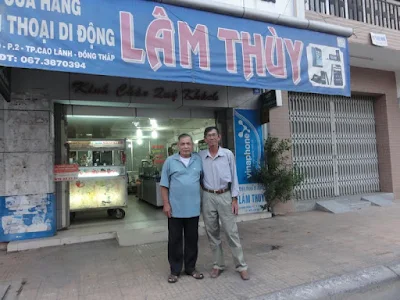 CỬA HÀNG
THOẠI DI ĐỘNG
LÂM THÙY
P.2 - TP.CAO LÃNH - ĐỒNG THÁP
ĐT: 067.3870394
Kính Chào Quý Khách
vinaphone
LÂM THÙY